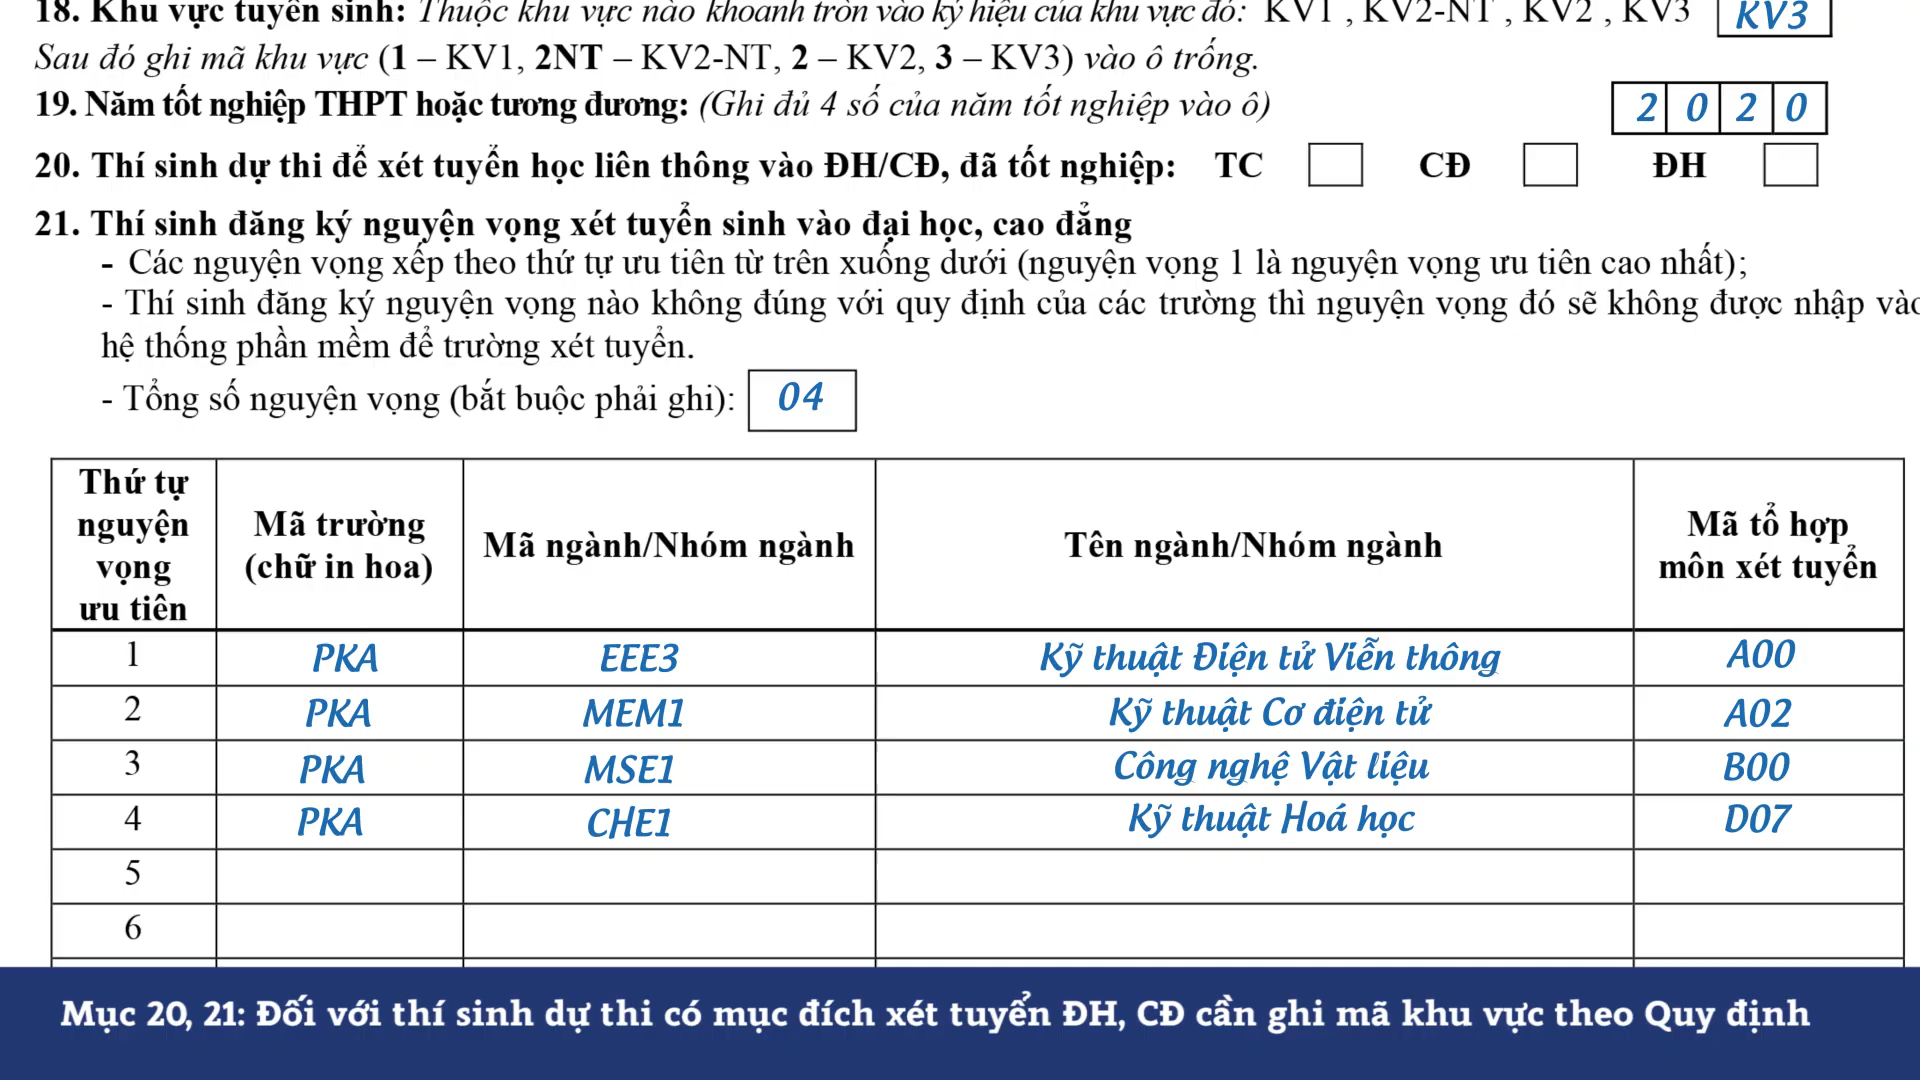 18. Khu vực tuyển sinh: Thuộc khu vực nào khoanh tròn vào ký hiệu của khu vực đó: KV1 , KV2-NT , KV2 , KV3 KV3
Sau đó ghi mã khu vực (1 – KV1, 2NT – KV2-NT, 2 – KV2, 3 – KV3) vào ô trống.
19. Năm tốt nghiệp THPT hoặc tương đương: (Ghi đủ 4 số của năm tốt nghiệp vào ô) 2 0 2 0
20. Thí sinh dự thi để xét tuyển học liên thông vào ĐH/CĐ, đã tốt nghiệp: TC CĐ ĐH
21. Thí sinh đăng ký nguyện vọng xét tuyển sinh vào đại học, cao đẳng
- Các nguyện vọng xếp theo thứ tự ưu tiên từ trên xuống dưới (nguyện vọng 1 là nguyện vọng ưu tiên cao nhất);
- Thí sinh đăng ký nguyện vọng nào không đúng với quy định của các trường thì nguyện vọng đó sẽ không được nhập vào
hệ thống phần mềm để trường xét tuyển.
- Tổng số nguyện vọng (bắt buộc phải ghi): 04
Thứ tự nguyện vọng ưu tiên Mã trường (chữ in hoa) Mã ngành/Nhóm ngành Tên ngành/Nhóm ngành Mã tổ hợp môn xét tuyển
1 PKA EEE3 Kỹ thuật Điện tử Viễn thông A00
2 PKA MEM1 Kỹ thuật Cơ điện tử A02
3 PKA MSE1 Công nghệ Vật liệu B00
4 PKA CHE1 Kỹ thuật Hoá học D07
5
6
Mục 20, 21: Đối với thí sinh dự thi có mục đích xét tuyển ĐH, CĐ cần ghi mã khu vực theo Quy định